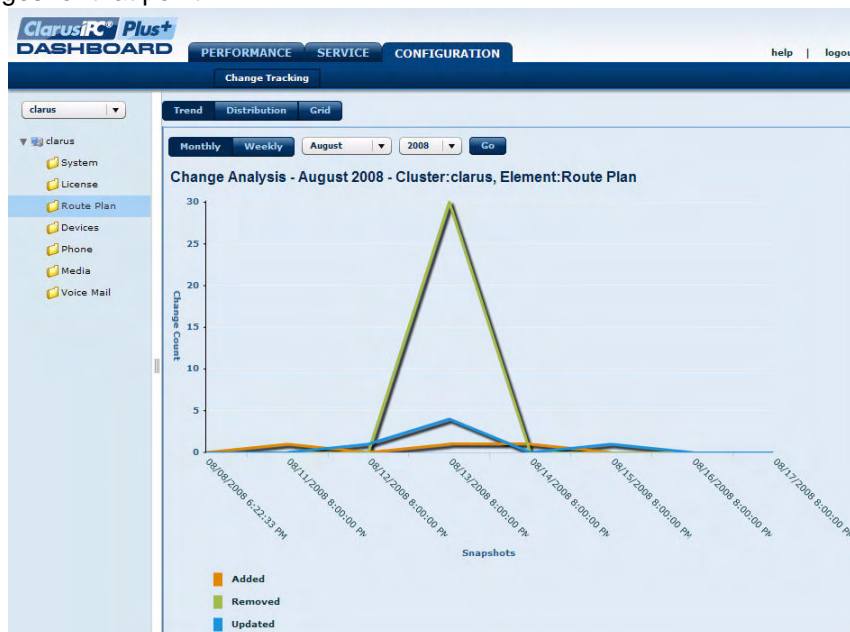 ClarusIPC® Plus+
DASHBOARD
PERFORMANCE SERVICE CONFIGURATION
help | logou
Change Tracking
clarus
Trend Distribution Grid
clarus
System
License
Route Plan
Devices
Phone
Media
Voice Mail
Monthly Weekly August 2008 Go
Change Analysis - August 2008 - Cluster:clarus, Element:Route Plan
30
25
20
15
10
5
0
Change Count
08/08/2008 6:22:33 PM
08/11/2008 8:00:00 PM
08/12/2008 8:00:00 PM
08/13/2008 8:00:00 PM
08/14/2008 8:00:00 PM
08/15/2008 8:00:00 PM
08/16/2008 8:00:00 PM
08/17/2008 8:00:00 PM
Snapshots
Added
Removed
Updated